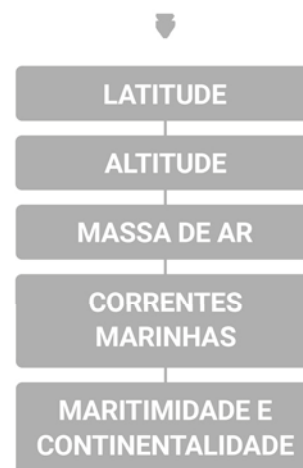 LATITUDE
ALTITUDE
MASSA DE AR
CORRENTES
MARINHAS
MARITIMIDADE E
CONTINENTALIDADE